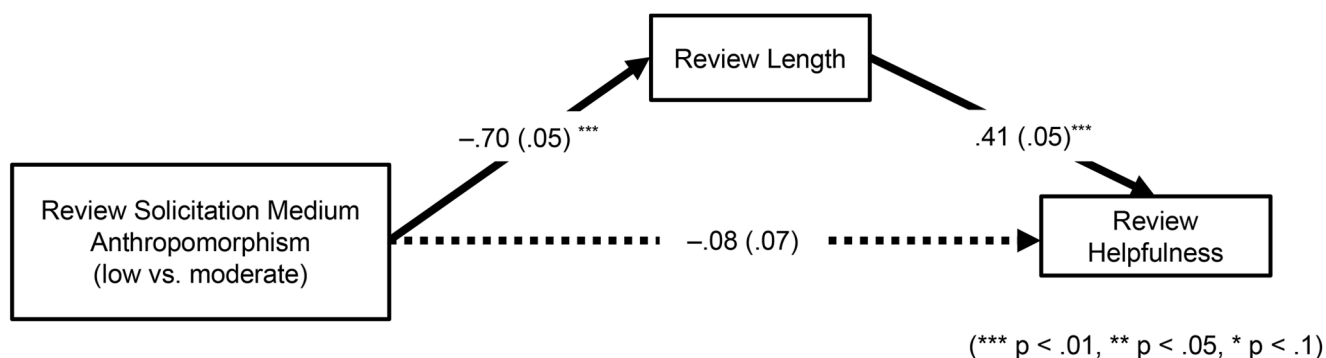 Review Length
–.70 (.05) ***
.41 (.05)***
Review Solicitation Medium
Anthropomorphism
(low vs. moderate)
–.08 (.07)
Review
Helpfulness
(*** p < .01, ** p < .05, * p < .1)